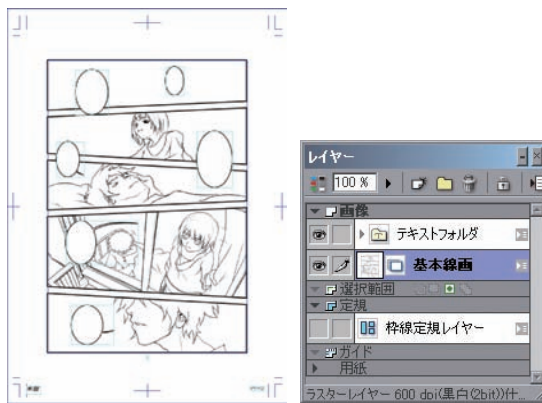 レイヤー
100 %
画像
テキストフォルダ
基本線画
選択範囲
定規
枠線定規レイヤー
ガイド
用紙
ラスターレイヤー 600 dpi(黒白(2bit))(仕...